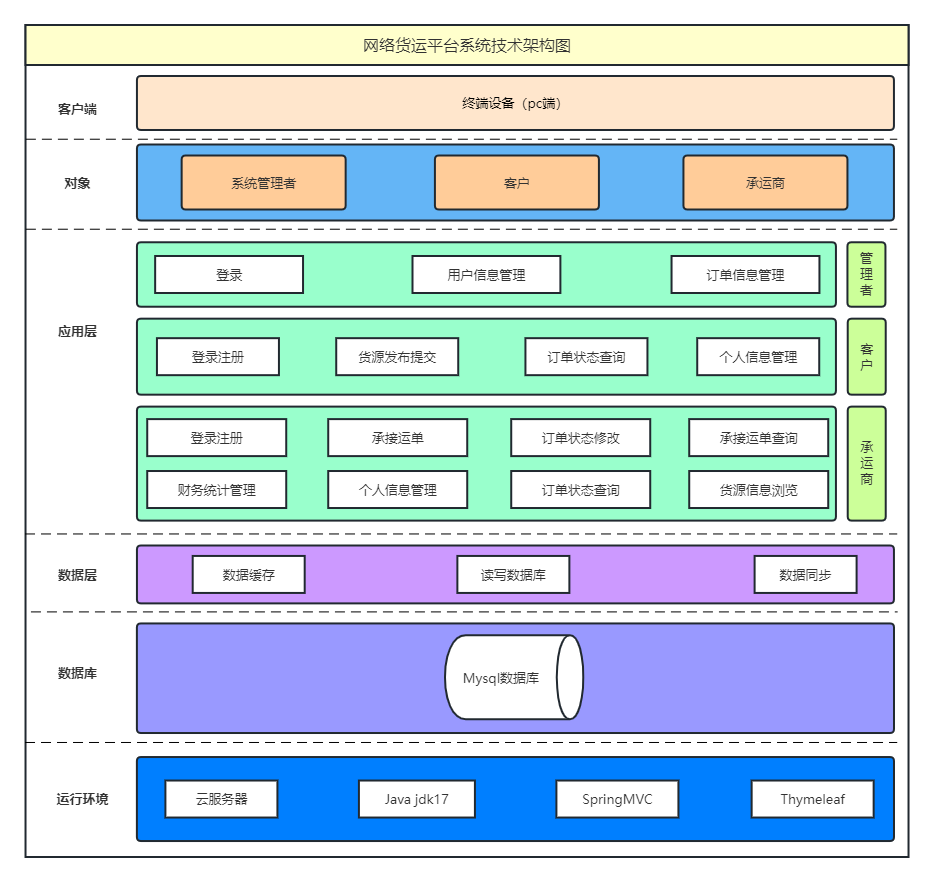 网络货运平台系统技术架构图
客户端
终端设备（pc端）
对象
系统管理者
客户
承运商
应用层
登录
用户信息管理
订单信息管理
管理者
登录注册
货源发布提交
订单状态查询
个人信息管理
客户
登录注册
承接运单
订单状态修改
承接运单查询
财务统计管理
个人信息管理
订单状态查询
货源信息浏览
承运商
数据层
数据缓存
读写数据库
数据同步
数据库
Mysql数据库
运行环境
云服务器
Java jdk17
SpringMVC
Thymeleaf